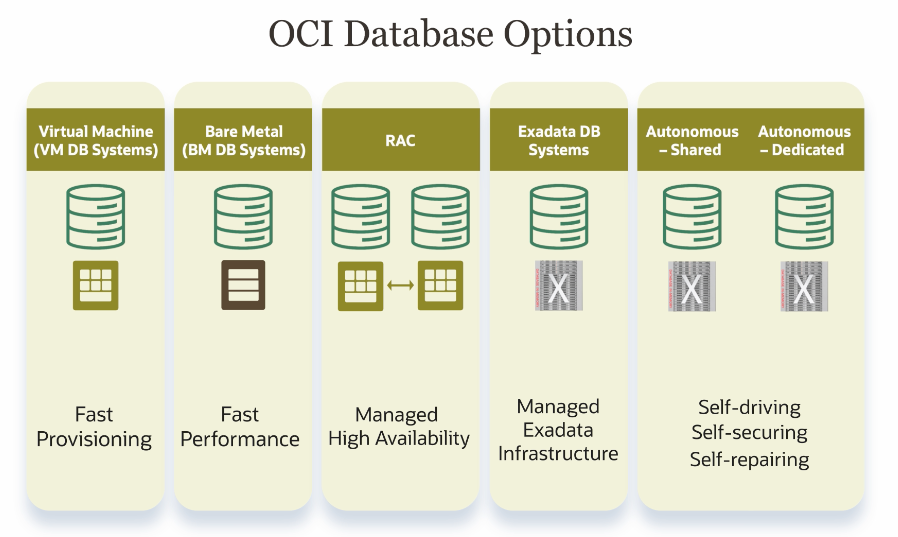 OCI Database Options
Virtual Machine
(VM DB Systems)
Bare Metal
(BM DB Systems)
RAC
Exadata DB
Systems
Autonomous
– Shared
Autonomous
– Dedicated
X
X
X
Fast
Provisioning
Fast
Performance
Managed
High Availability
Managed
Exadata
Infrastructure
Self-driving
Self-securing
Self-repairing